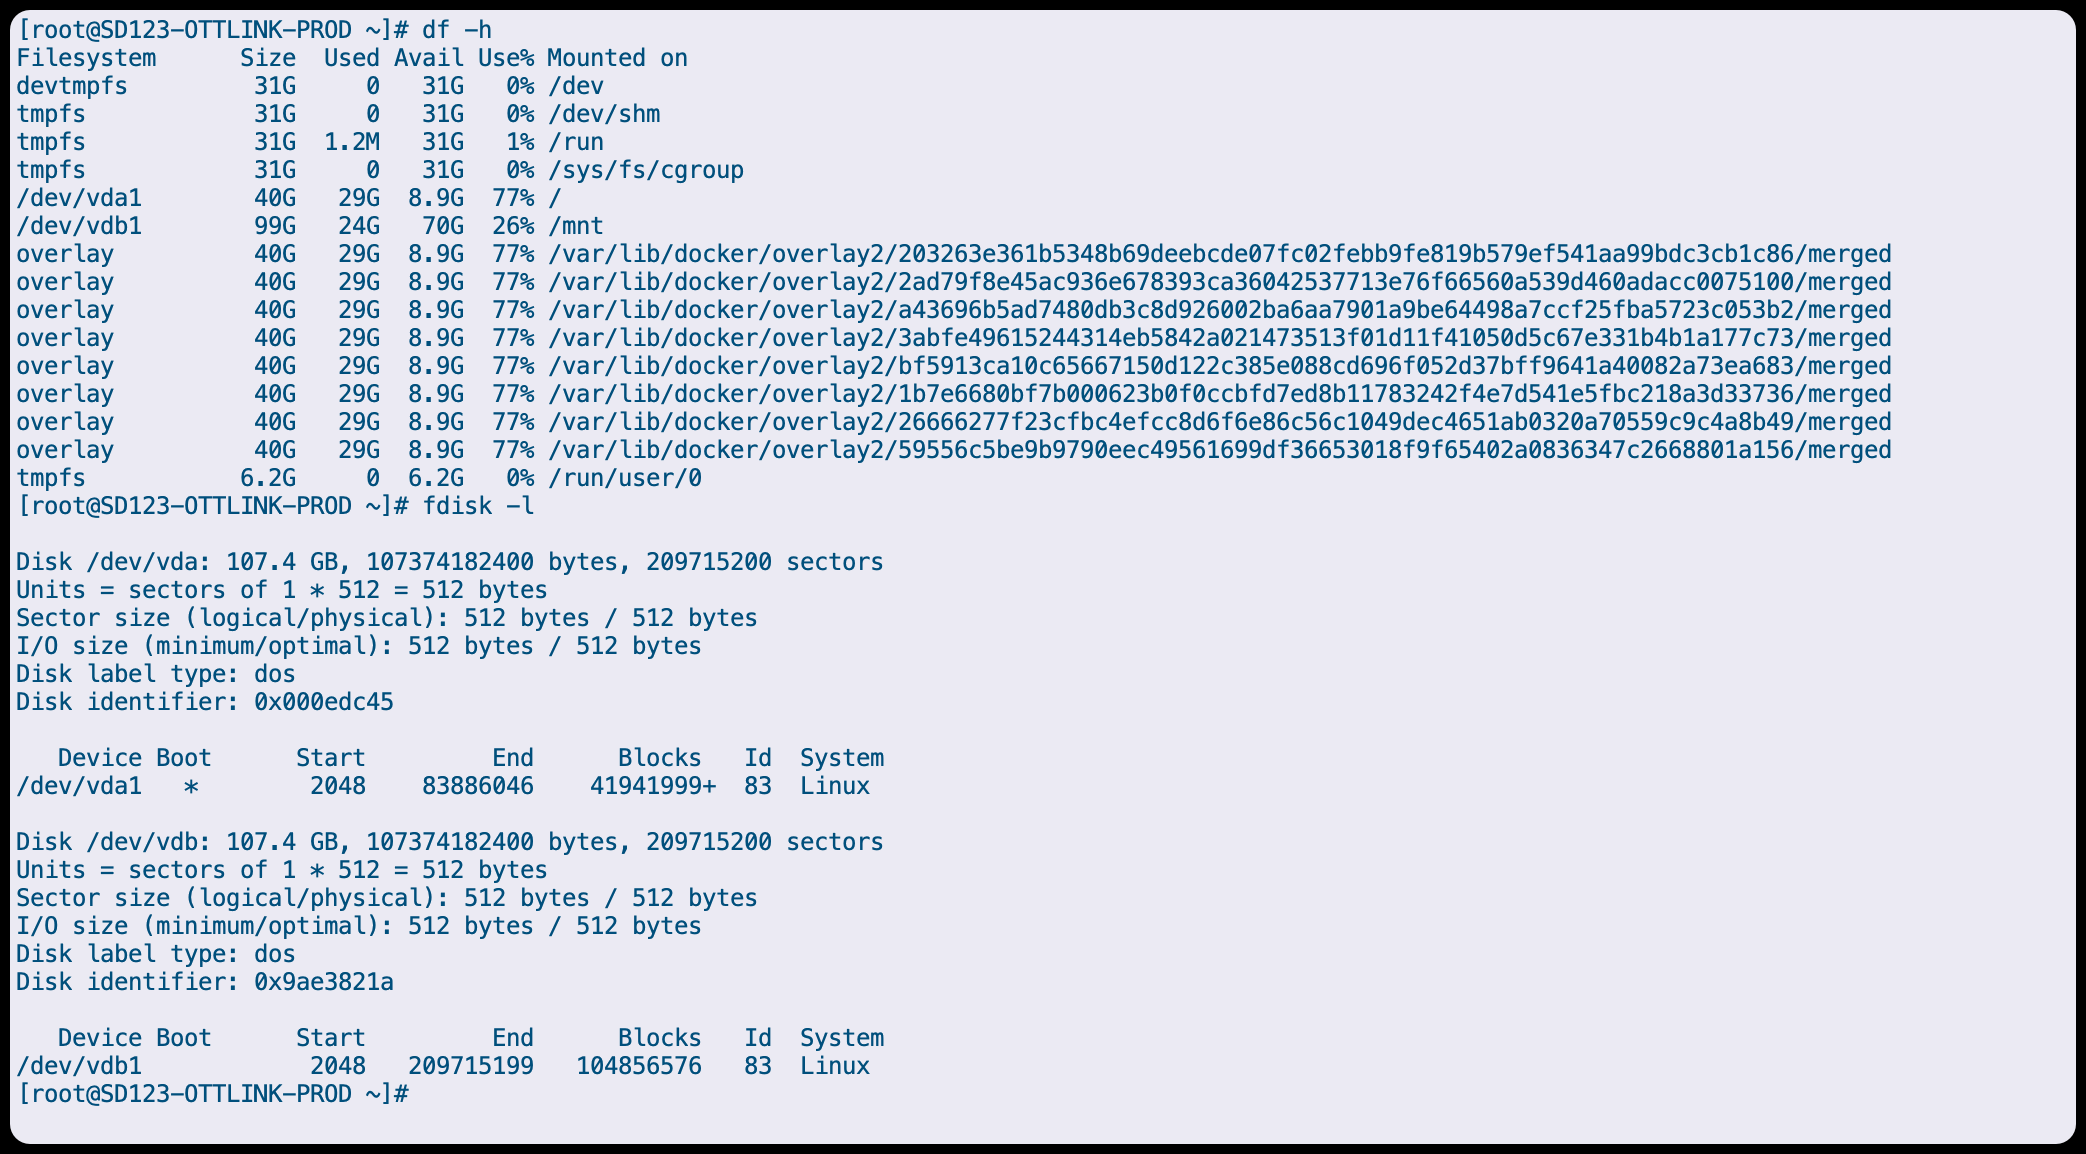 [root@SD123-OTTLINK-PROD ~]# df -h
Filesystem      Size  Used Avail Use% Mounted on
devtmpfs         31G     0   31G   0% /dev
tmpfs            31G     0   31G   0% /dev/shm
tmpfs            31G  1.2M   31G   1% /run
tmpfs            31G     0   31G   0% /sys/fs/cgroup
/dev/vda1        40G   29G  8.9G  77% /
/dev/vdb1        99G   24G   70G  26% /mnt
overlay          40G   29G  8.9G  77% /var/lib/docker/overlay2/203263e361b5348b69deebcde07fc02febb9fe819b579ef541aa99bdc3cb1c86/merged
overlay          40G   29G  8.9G  77% /var/lib/docker/overlay2/2ad79f8e45ac936e678393ca36042537713e76f66560a539d460adacc0075100/merged
overlay          40G   29G  8.9G  77% /var/lib/docker/overlay2/a43696b5ad7480db3c8d926002ba6aa7901a9be64498a7ccf25fba5723c053b2/merged
overlay          40G   29G  8.9G  77% /var/lib/docker/overlay2/3abfe49615244314eb5842a021473513f01d11f41050d5c67e331b4b1a177c73/merged
overlay          40G   29G  8.9G  77% /var/lib/docker/overlay2/bf5913ca10c65667150d122c385e088cd696f052d37bff9641a40082a73ea683/merged
overlay          40G   29G  8.9G  77% /var/lib/docker/overlay2/1b7e6680bf7b000623b0f0ccbfd7ed8b11783242f4e7d541e5fbc218a3d33736/merged
overlay          40G   29G  8.9G  77% /var/lib/docker/overlay2/26666277f23cfbc4efcc8d6f6e86c56c1049dec4651ab0320a70559c9c4a8b49/merged
overlay          40G   29G  8.9G  77% /var/lib/docker/overlay2/59556c5be9b9790eec49561699df36653018f9f65402a0836347c2668801a156/merged
tmpfs           6.2G     0  6.2G   0% /run/user/0
[root@SD123-OTTLINK-PROD ~]# fdisk -l
Disk /dev/vda: 107.4 GB, 107374182400 bytes, 209715200 sectors
Units = sectors of 1 * 512 = 512 bytes
Sector size (logical/physical): 512 bytes / 512 bytes
I/O size (minimum/optimal): 512 bytes / 512 bytes
Disk label type: dos
Disk identifier: 0x000edc45
   Device Boot      Start         End      Blocks   Id  System
/dev/vda1   *        2048    83886046    41941999+  83  Linux
Disk /dev/vdb: 107.4 GB, 107374182400 bytes, 209715200 sectors
Units = sectors of 1 * 512 = 512 bytes
Sector size (logical/physical): 512 bytes / 512 bytes
I/O size (minimum/optimal): 512 bytes / 512 bytes
Disk label type: dos
Disk identifier: 0x9ae3821a
   Device Boot      Start         End      Blocks   Id  System
/dev/vdb1            2048   209715199   104856576   83  Linux
[root@SD123-OTTLINK-PROD ~]#